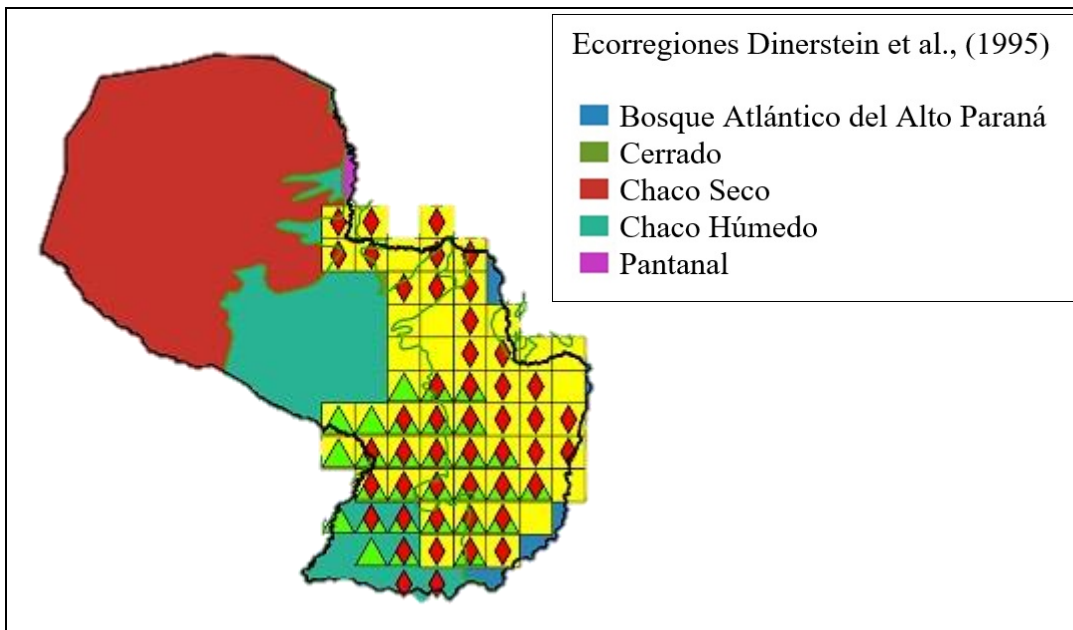 Ecorregiones Dinerstein et al., (1995)
Bosque Atlántico del Alto Paraná
Cerrado
Chaco Seco
Chaco Húmedo
Pantanal